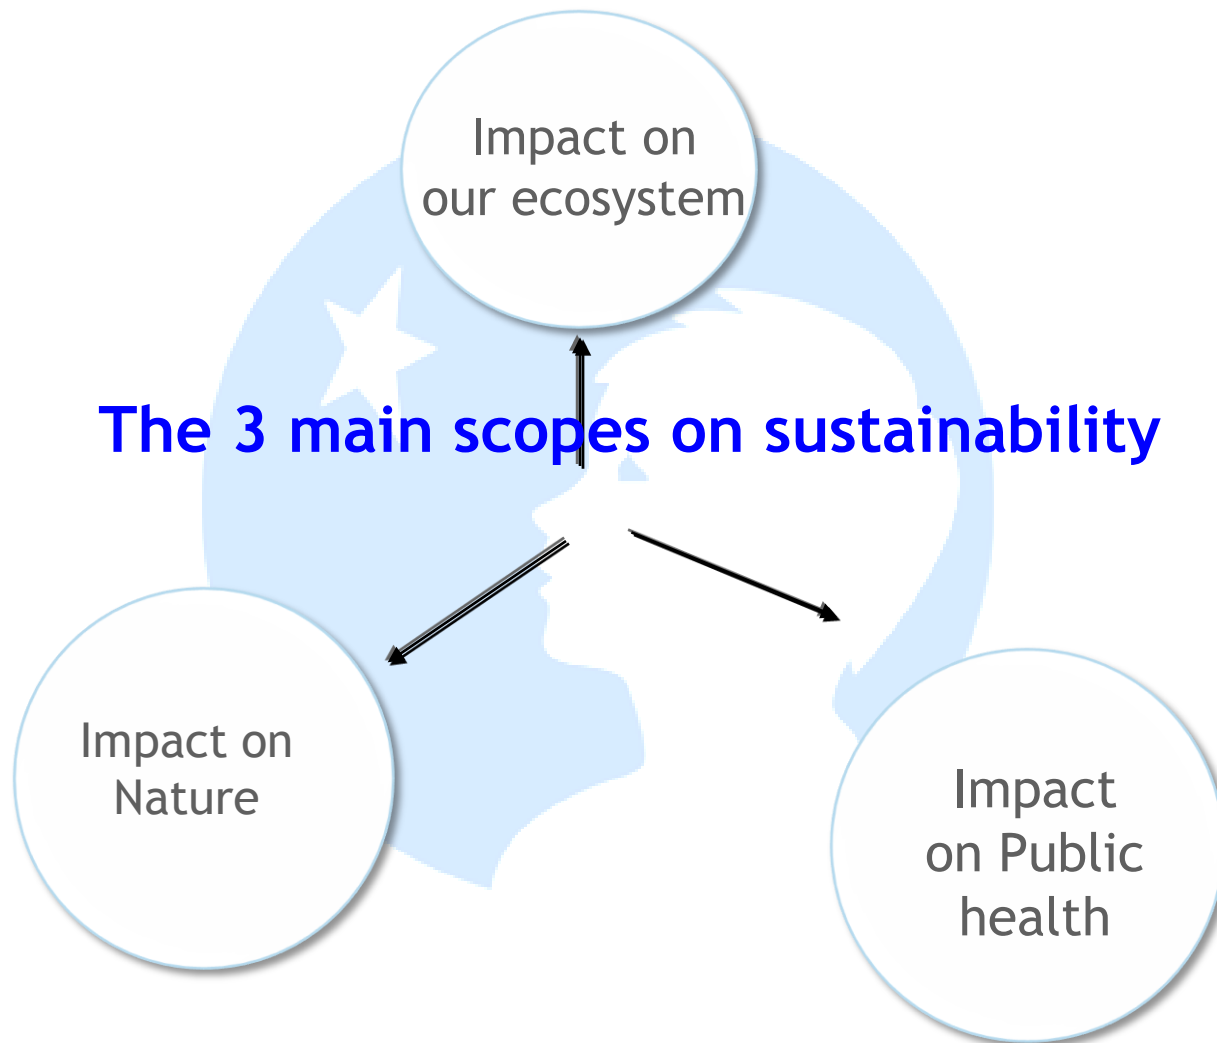 Impact on
our ecosystem
The 3 main scopes on sustainability
Impact on
Nature
Impact
on Public
health